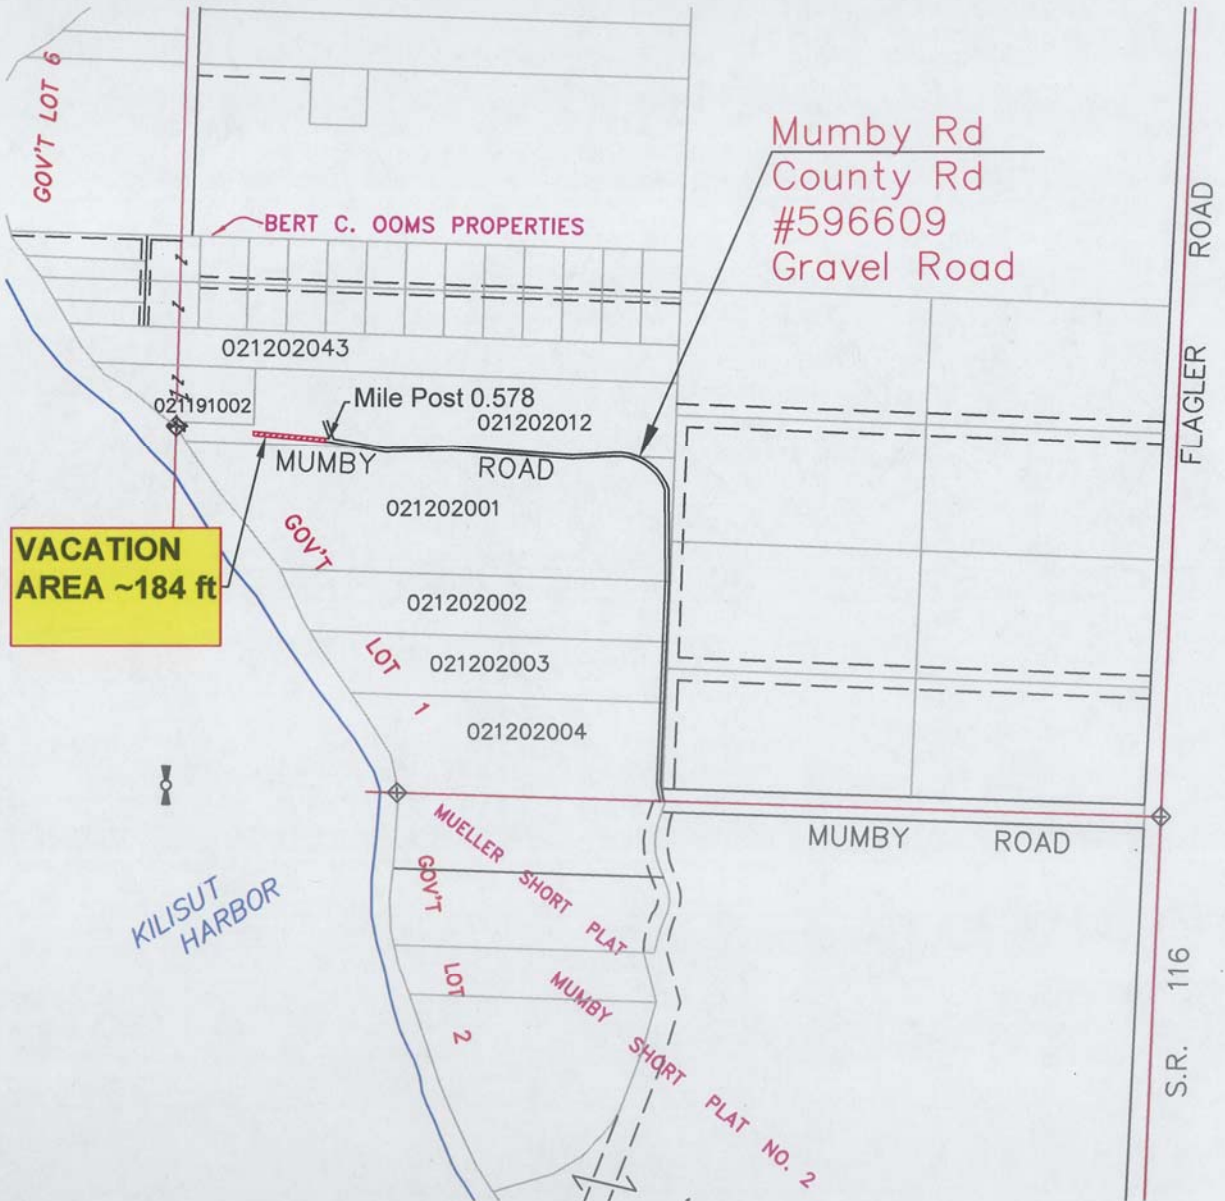 GOV'T LOT 6
BERT C. OOMS PROPERTIES
Mumby Rd
County Rd
#596609
Gravel Road
ROAD
FLAGLER
021202043
021191002
Mile Post 0.578
021202012
MUMBY ROAD
021202001
GOV'T
LOT
1
VACATION
AREA ~184 ft
021202002
021202003
021202004
MUMBY ROAD
MUELLER SHORT PLAT
GOV'T
LOT
2
KILISUT
HARBOR
MUMBY SHORT PLAT NO. 2
S.R. 116